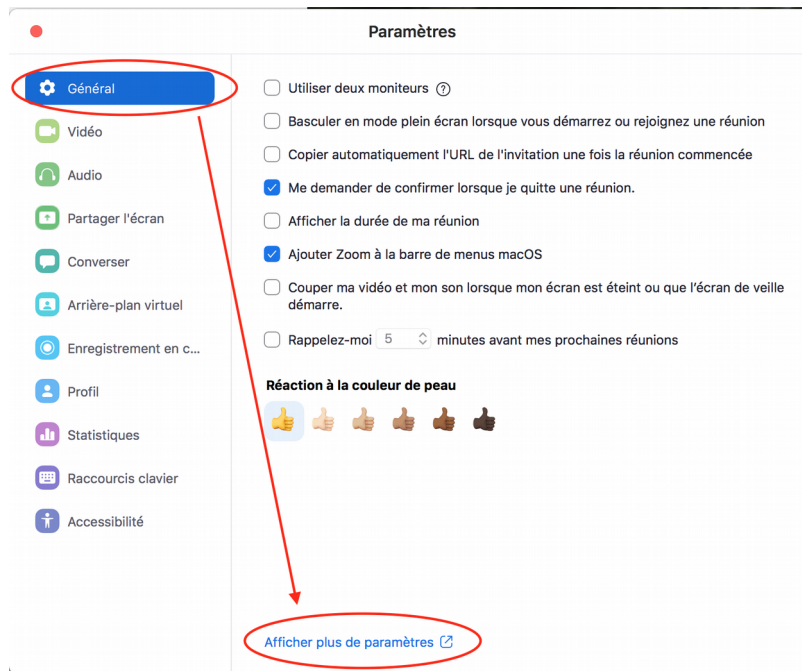 Paramètres
Général
Vidéo
Audio
Partager l'écran
Converser
Arrière-plan virtuel
Enregistrement en c...
Profil
Statistiques
Raccourcis clavier
Accessibilité
Utiliser deux moniteurs ?
Basculer en mode plein écran lorsque vous démarrez ou rejoignez une réunion
Copier automatiquement l'URL de l'invitation une fois la réunion commencée
Me demander de confirmer lorsque je quitte une réunion.
Afficher la durée de ma réunion
Ajouter Zoom à la barre de menus macOS
Couper ma vidéo et mon son lorsque mon écran est éteint ou que l'écran de veille
démarre.
Rappelez-moi 5 minutes avant mes prochaines réunions
Réaction à la couleur de peau
Afficher plus de paramètres